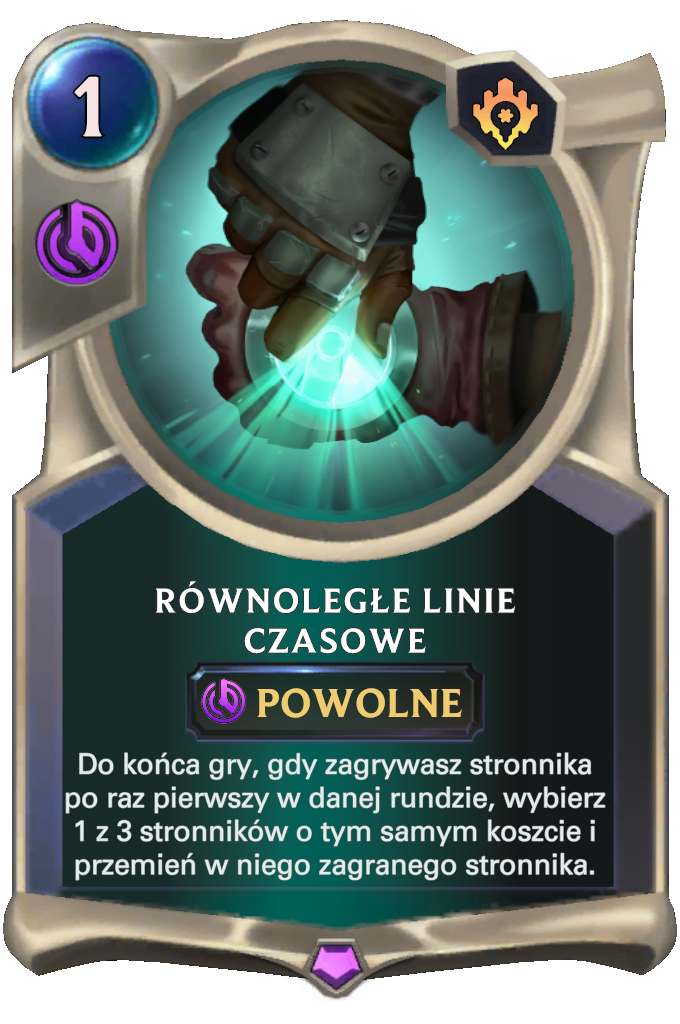 1
RÓWNOLEGŁE LINIE
CZASOWE
POWOLNE
Do końca gry, gdy zagrywasz stronnika
po raz pierwszy w danej rundzie, wybierz
1 z 3 stronników o tym samym koszcie i
przemień w niego zagranego stronnika.